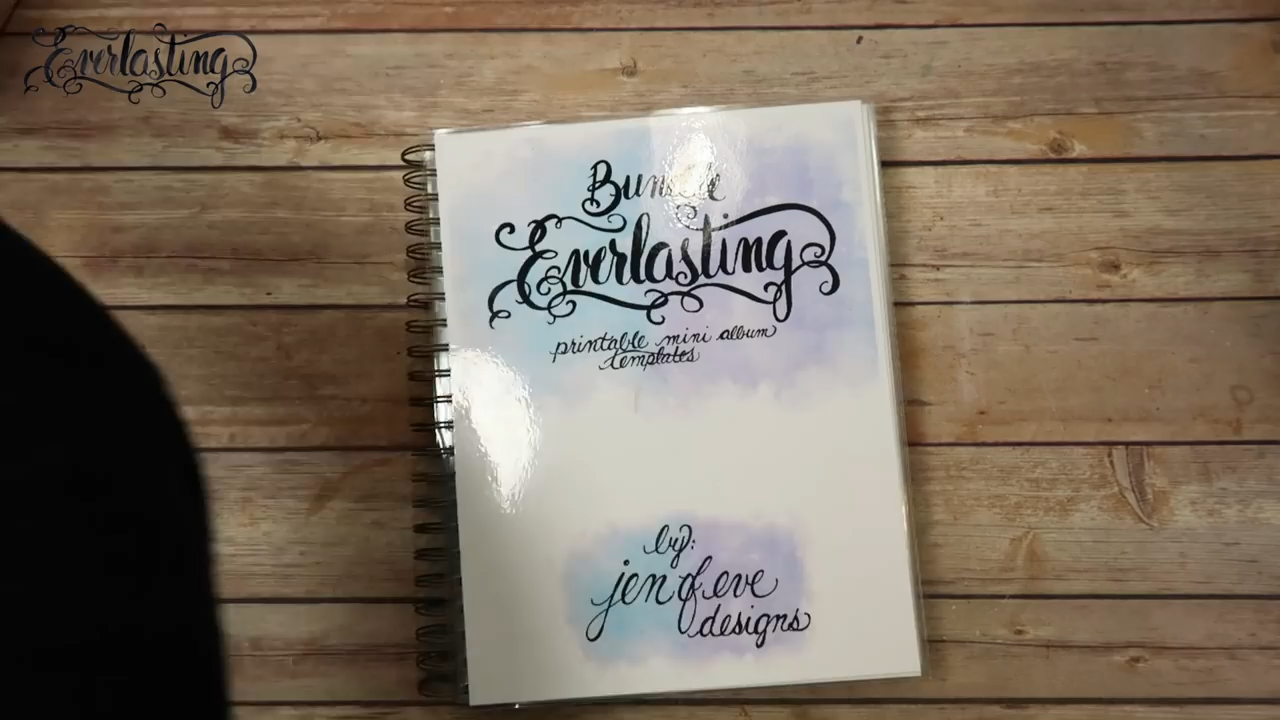 Everlasting
Bundle
Everlasting
printable mini album
templates
by:
jen of eve
designs